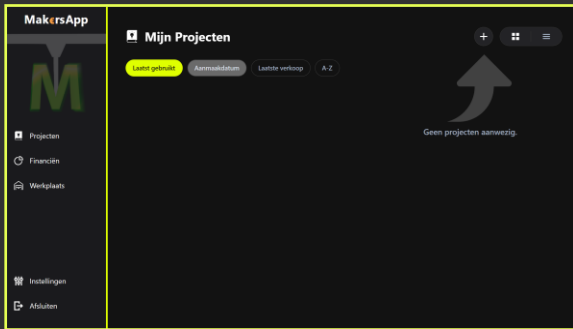 MakersApp
M
Projecten
Financiën
Werkplaats
Instellingen
Afsluiten
Mijn Projecten
Laatst gebruikt
Aanmaakdatum
Laatste verkoop
A-Z
Geen projecten aanwezig.